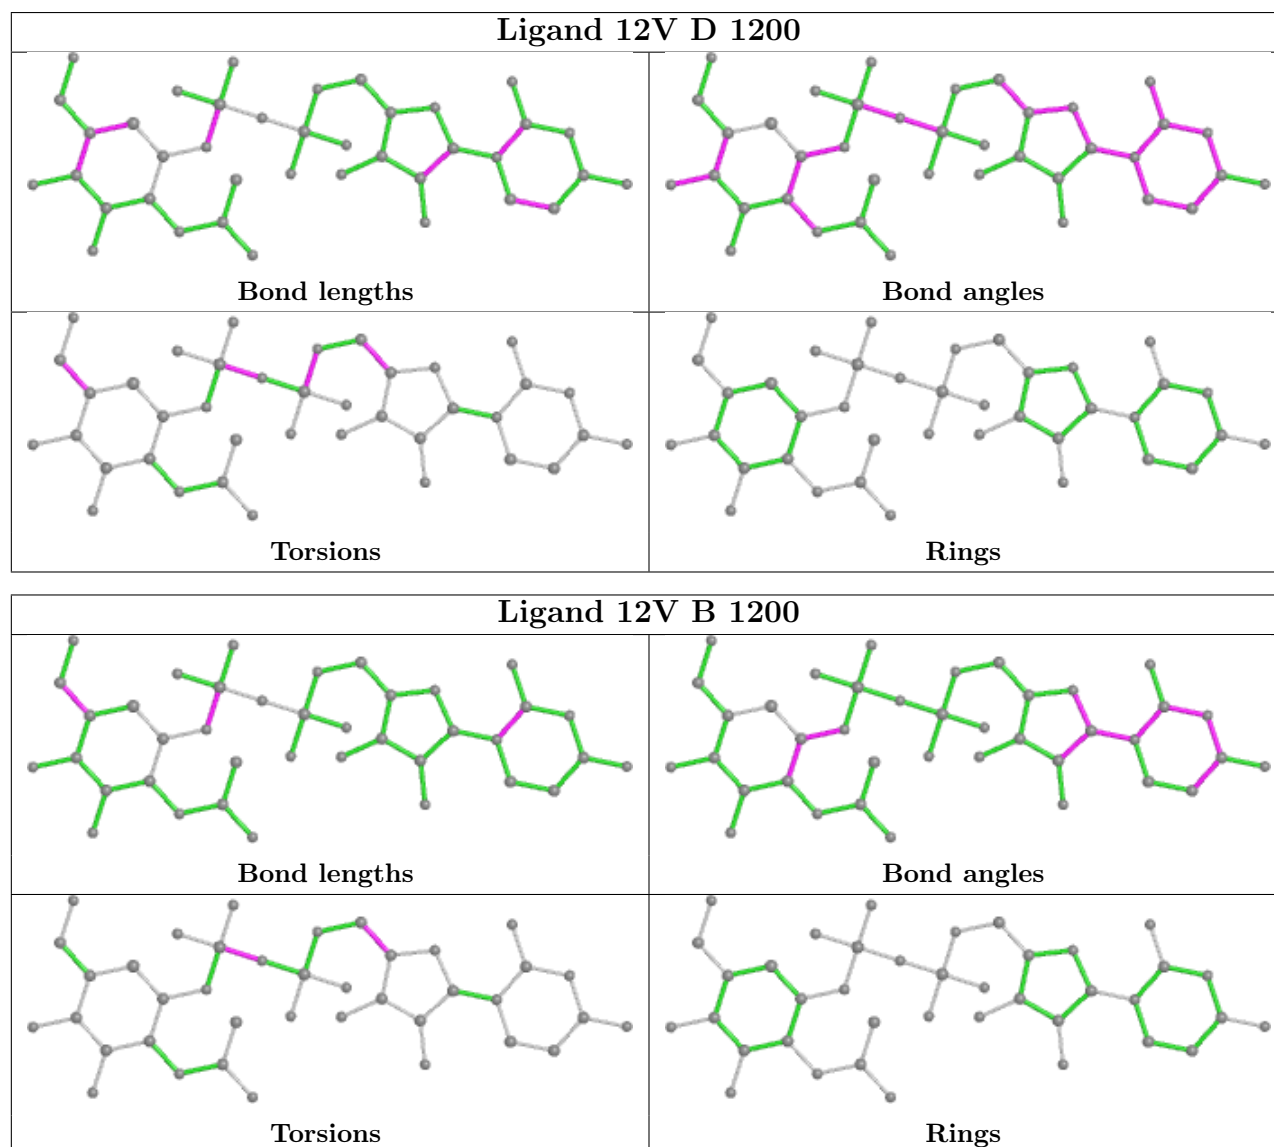 Ligand 12V D 1200
Bond lengths
Bond angles
Torsions
Rings
Ligand 12V B 1200
Bond lengths
Bond angles
Torsions
Rings